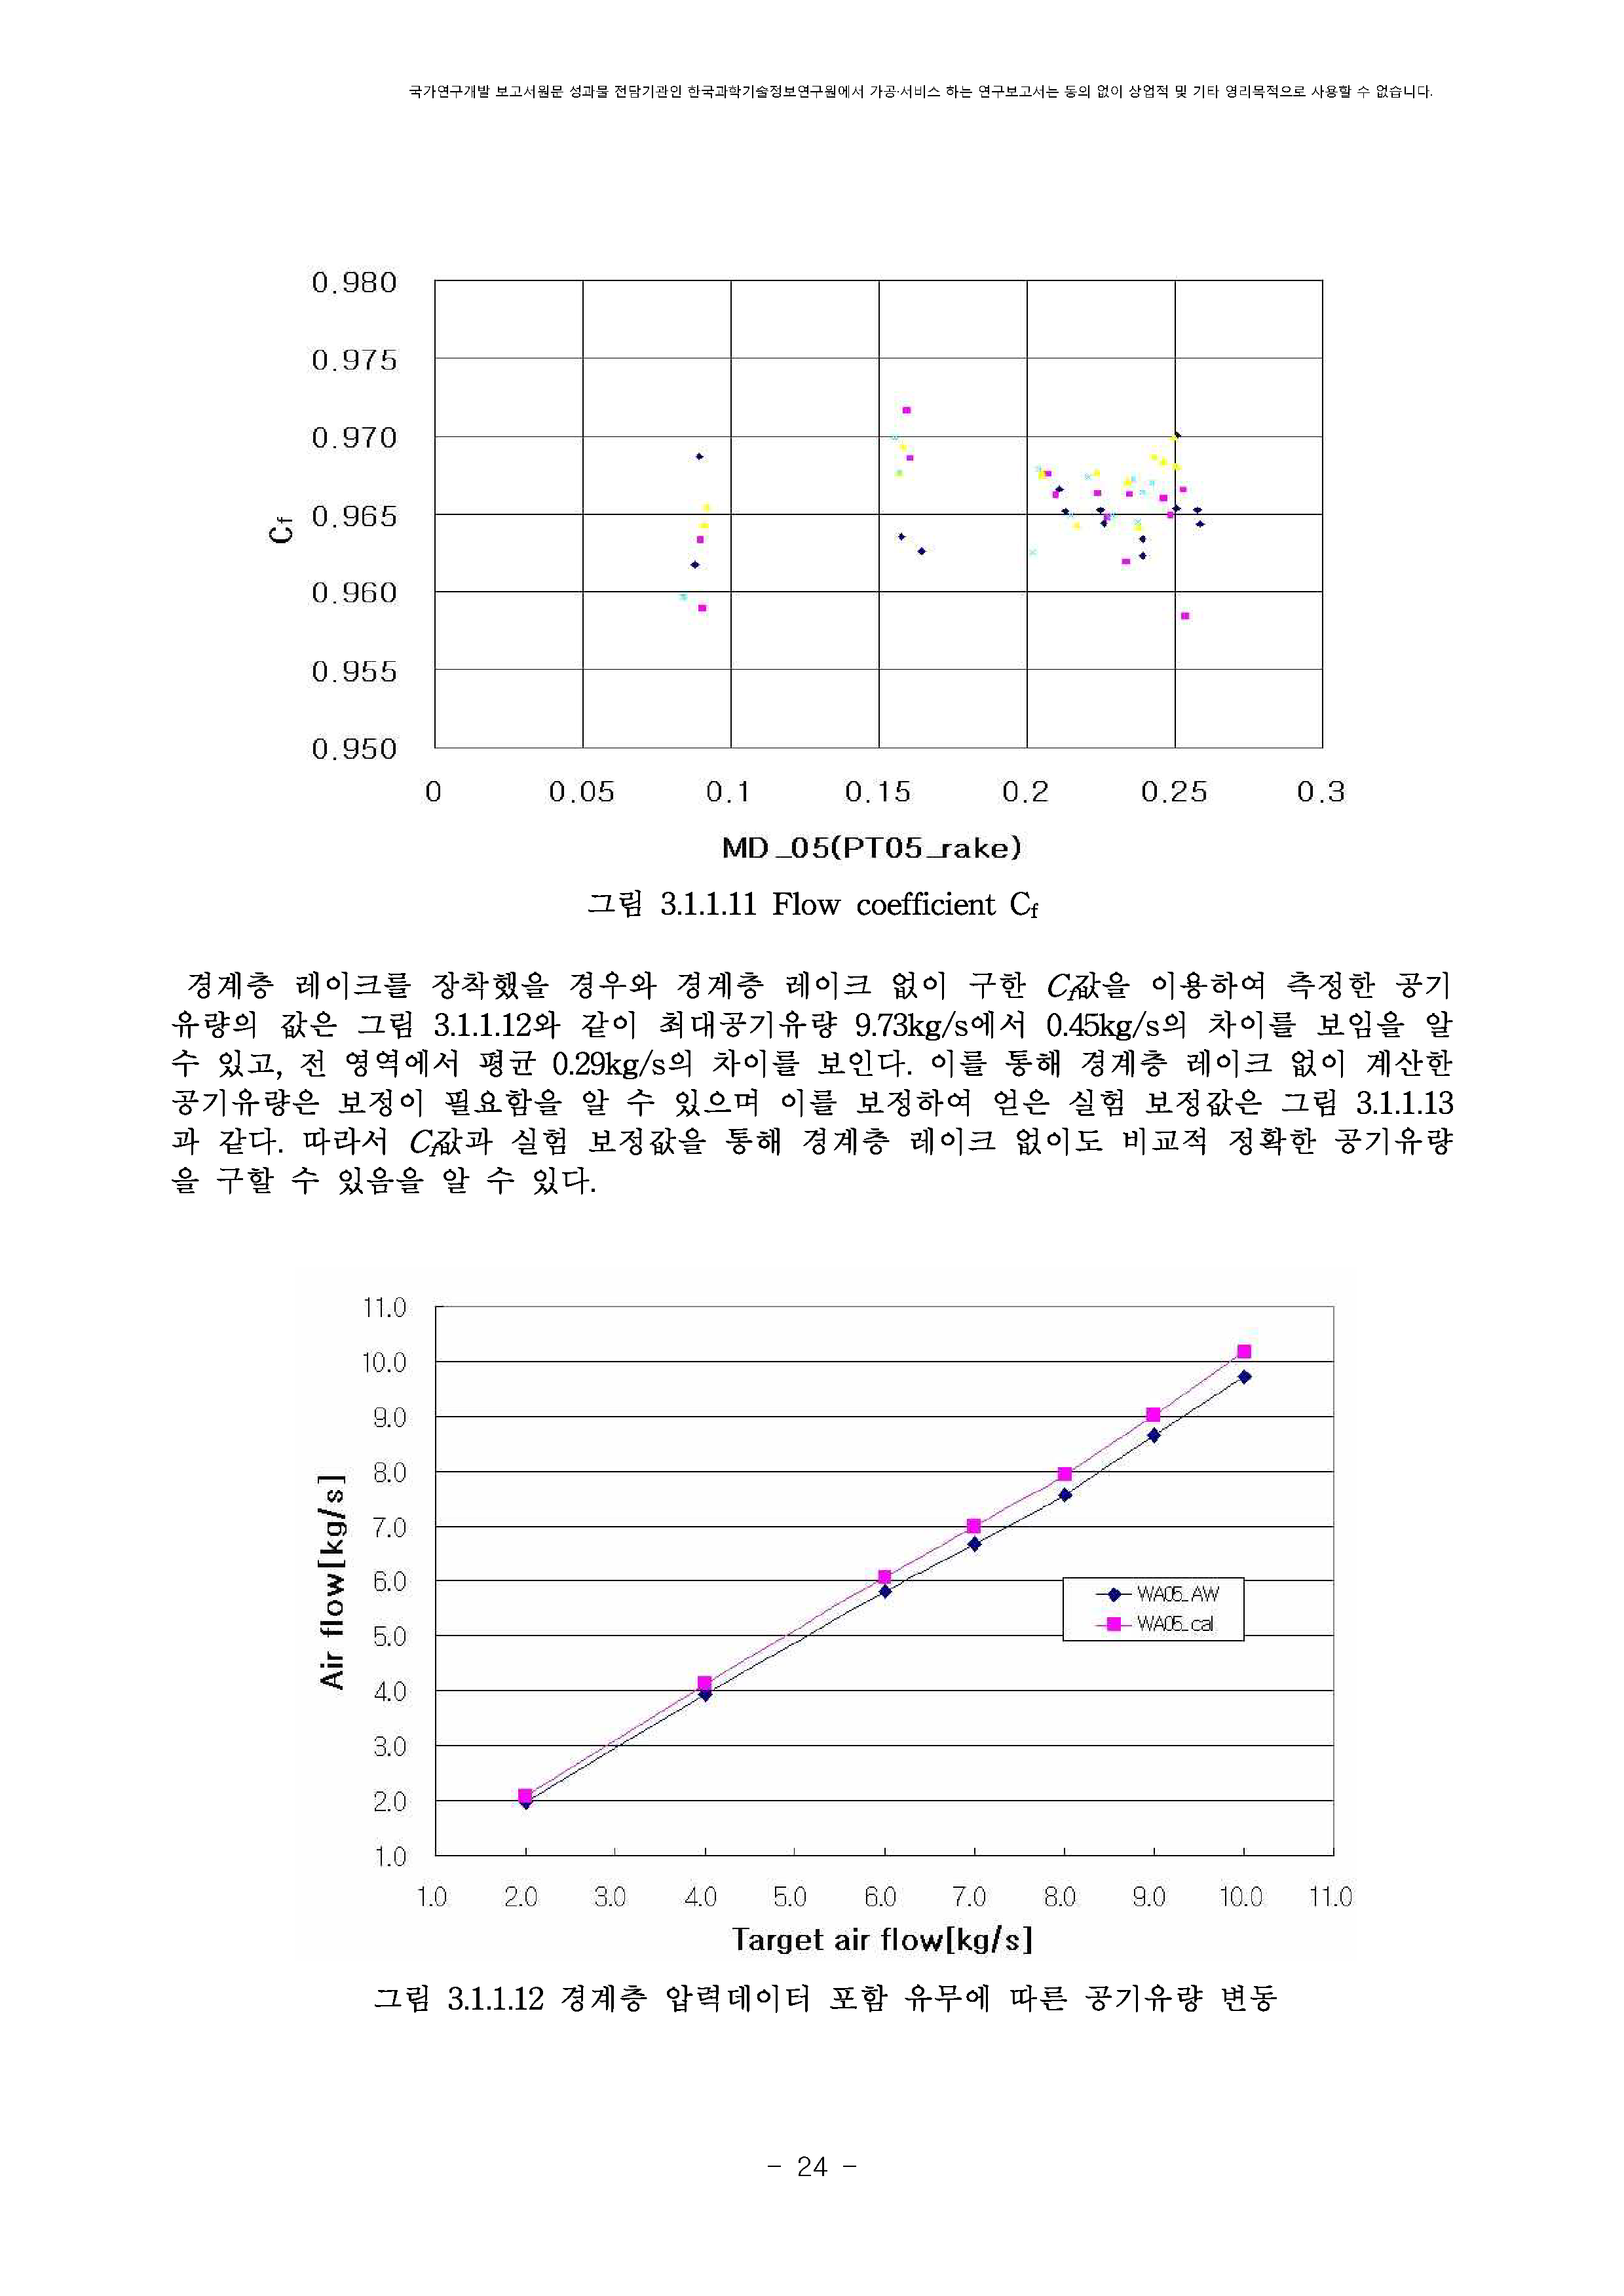 국가연구개발 보고서원문 성과물 전담기관인 한국과학기술정보연구원에서 가공·서비스 하는 연구보고서는 동의 없이 상업적 및 기타 영리목적으로 사용할 수 없습니다.
0.980
0.975
0.970
0.965
0.960
0.955
0.950
Cf
0 0.05 0.1 0.15 0.2 0.25 0.3
MD_05(PT05_rake)
그림 3.1.1.11 Flow coefficient Cf
경계층 레이크를 장착했을 경우와 경계층 레이크 없이 구한 Cf값을 이용하여 측정한 공기
유량의 값은 그림 3.1.1.12와 같이 최대공기유량 9.73kg/s에서 0.45kg/s의 차이를 보임을 알
수 있고, 전 영역에서 평균 0.29kg/s의 차이를 보인다. 이를 통해 경계층 레이크 없이 계산한
공기유량은 보정이 필요함을 알 수 있으며 이를 보정하여 얻은 실험 보정값은 그림 3.1.1.13
과 같다. 따라서 Cf값과 실험 보정값을 통해 경계층 레이크 없이도 비교적 정확한 공기유량
을 구할 수 있음을 알 수 있다.
11.0
10.0
9.0
8.0
7.0
6.0
5.0
4.0
3.0
2.0
1.0
Air flow[kg/s]
WA05_AW
WA05_cal
1.0 2.0 3.0 4.0 5.0 6.0 7.0 8.0 9.0 10.0 11.0
Target air flow[kg/s]
그림 3.1.1.12 경계층 압력데이터 포함 유무에 따른 공기유량 변동
- 24 -